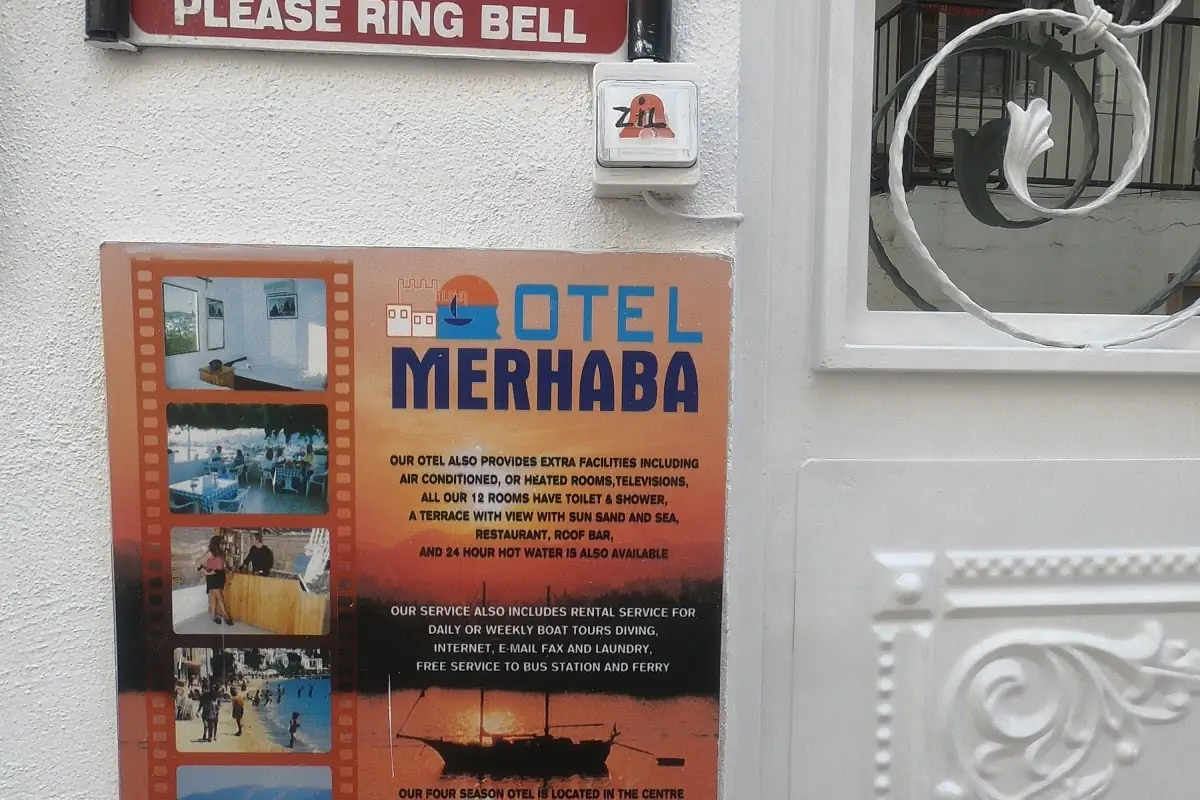 PLEASE RING BELL
ZİL
OTEL
MERHABA
OUR OTEL ALSO PROVIDES EXTRA FACILITIES INCLUDING
AIR CONDITIONED, OR HEATED ROOMS,TELEVISIONS,
ALL OUR 12 ROOMS HAVE TOILET & SHOWER,
A TERRACE WITH VIEW WITH SUN SAND AND SEA,
RESTAURANT, ROOF BAR,
AND 24 HOUR HOT WATER IS ALSO AVAILABLE
OUR SERVICE ALSO INCLUDES RENTAL SERVICE FOR
DAILY OR WEEKLY BOAT TOURS DIVING,
INTERNET, E-MAIL FAX AND LAUNDRY,
FREE SERVICE TO BUS STATION AND FERRY
OUR FOUR SEASON OTEL IS LOCATED IN THE CENTRE